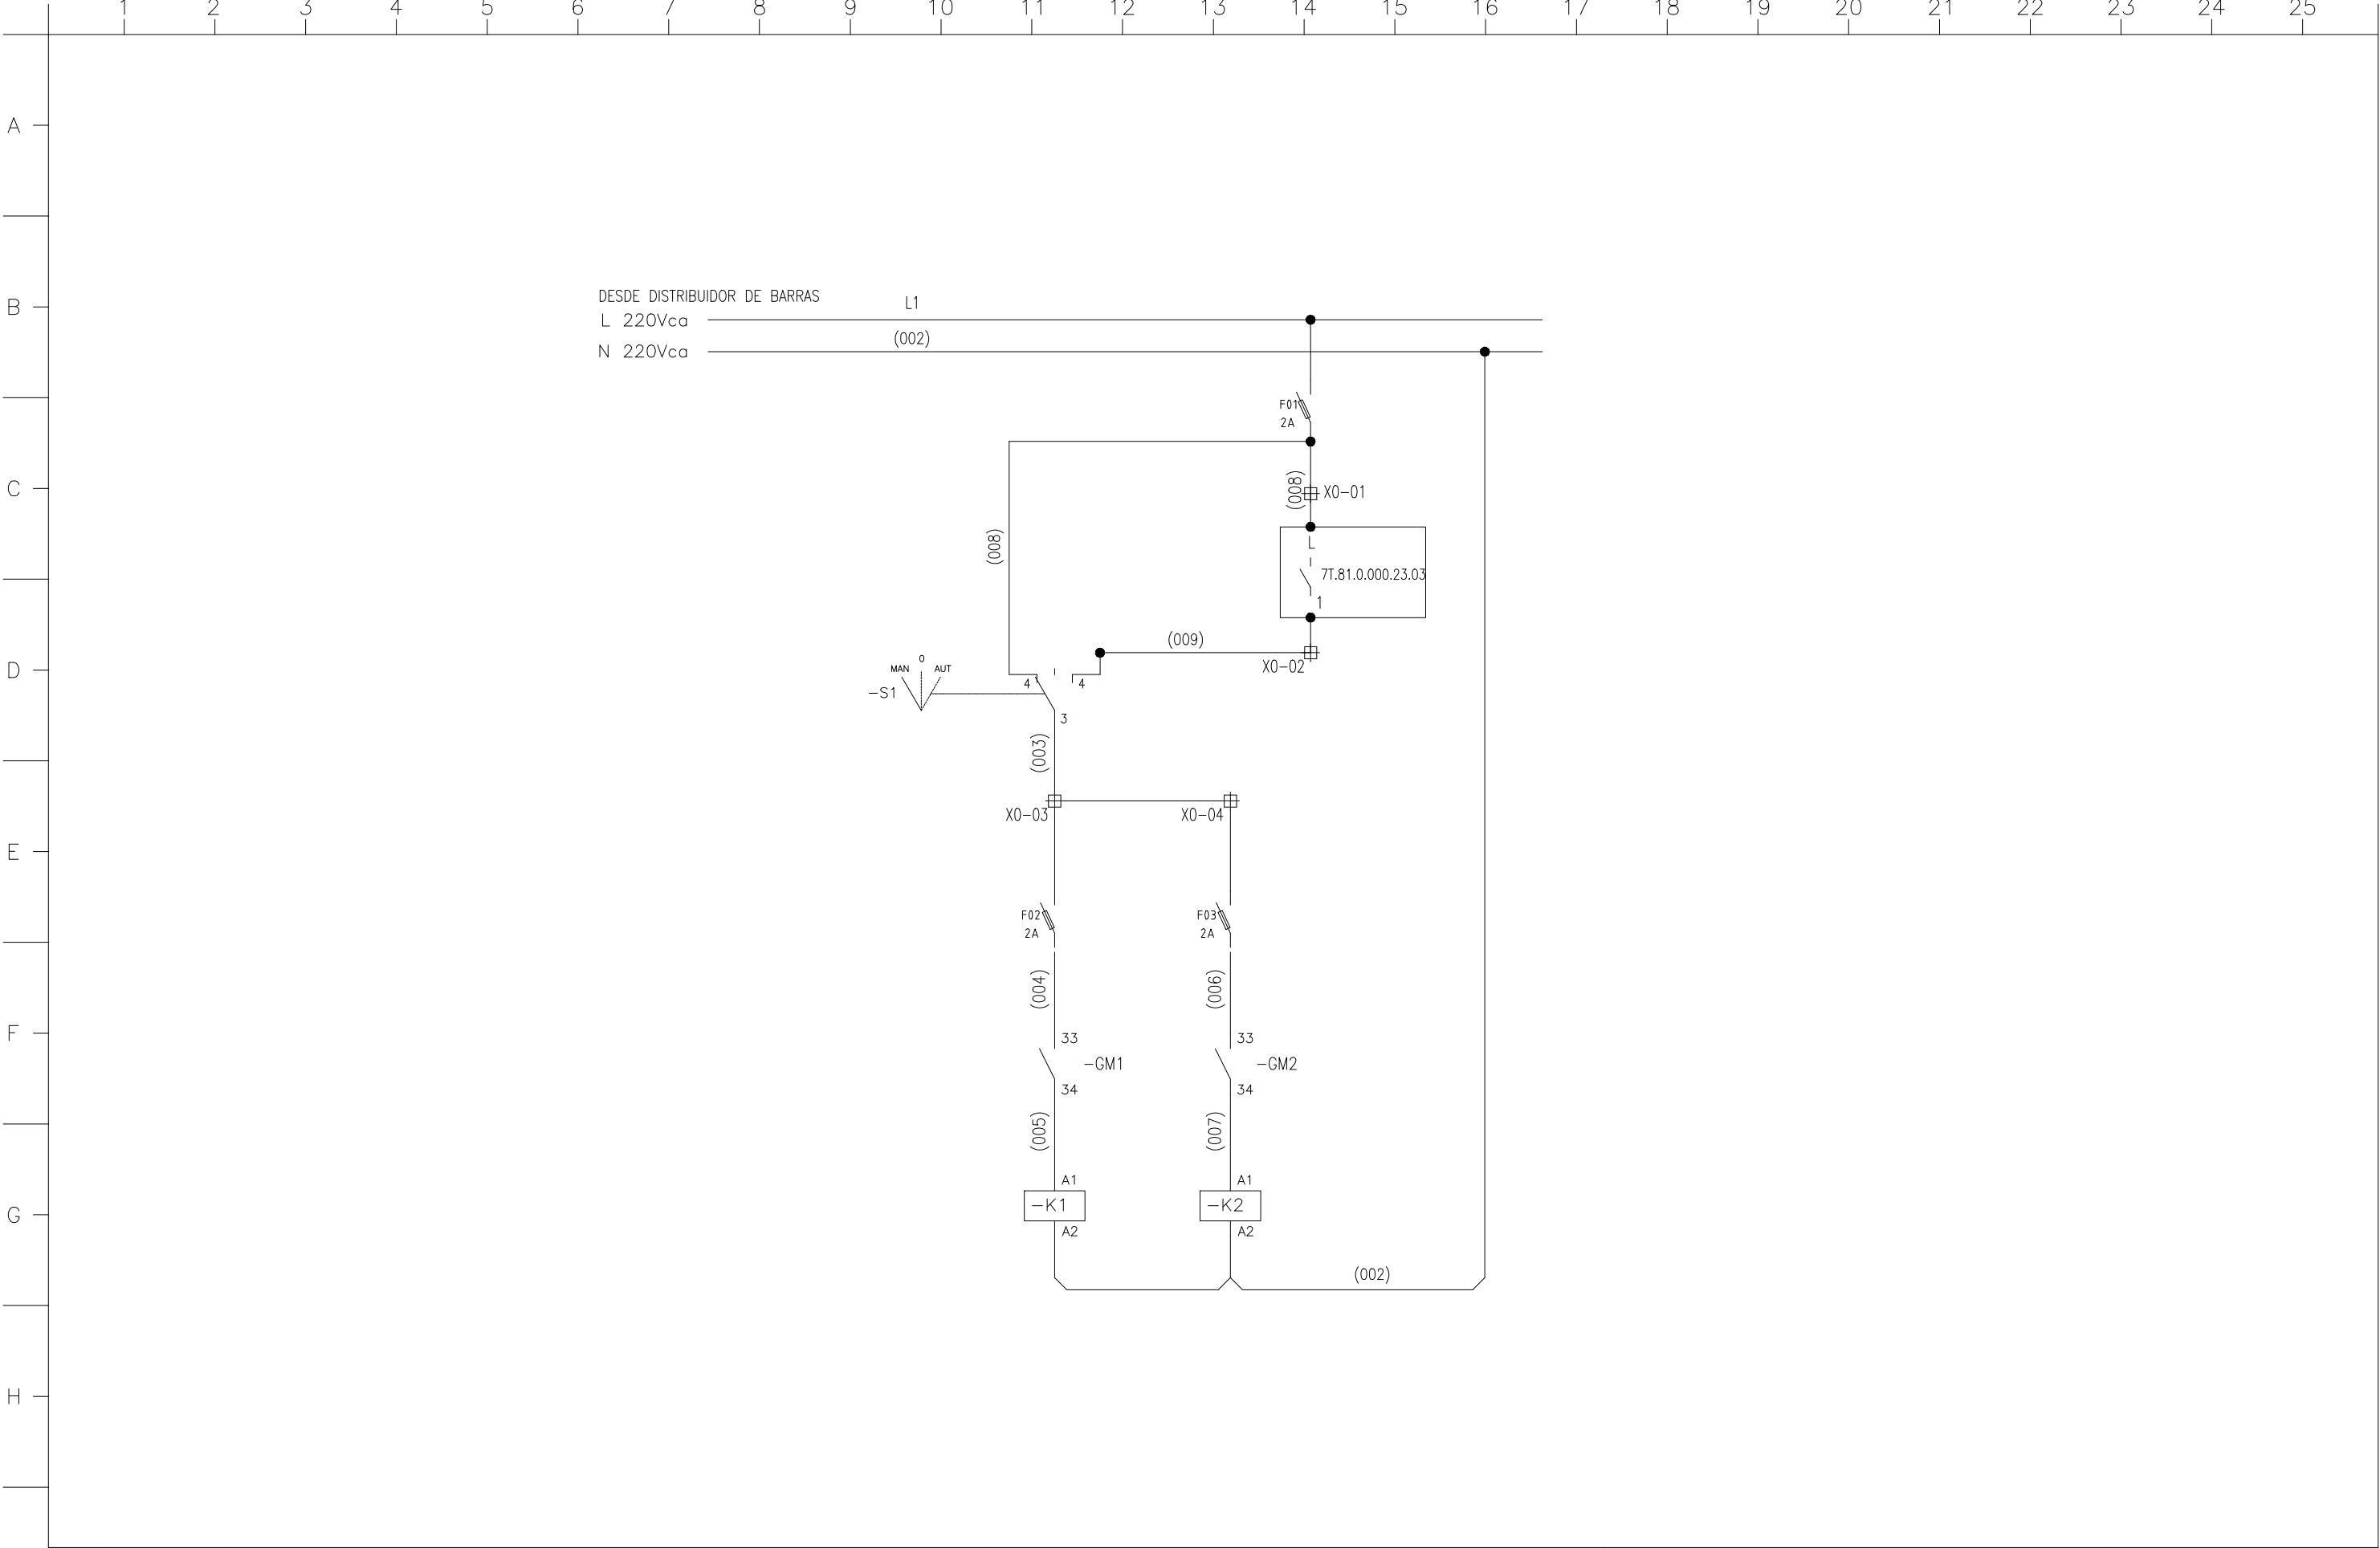 1 2 3 4 5 6 7 8 9 10 11 12 13 14 15 16 17 18 19 20 21 22 23 24 25
A
B
C
D
E
F
G
H
DESDE DISTRIBUIDOR DE BARRAS
L1
L 220Vca
(002)
N 220Vca
F01
2A
(008)
X0-01
(008)
L
7T.81.0.000.23.03
1
(009)
X0-02
MAN 0 AUT
-S1
4
4
3
(003)
X0-03
X0-04
F02
2A
F03
2A
(004)
(006)
33
33
-GM1
-GM2
34
34
(005)
(007)
A1
A1
-K1
-K2
A2
A2
(002)